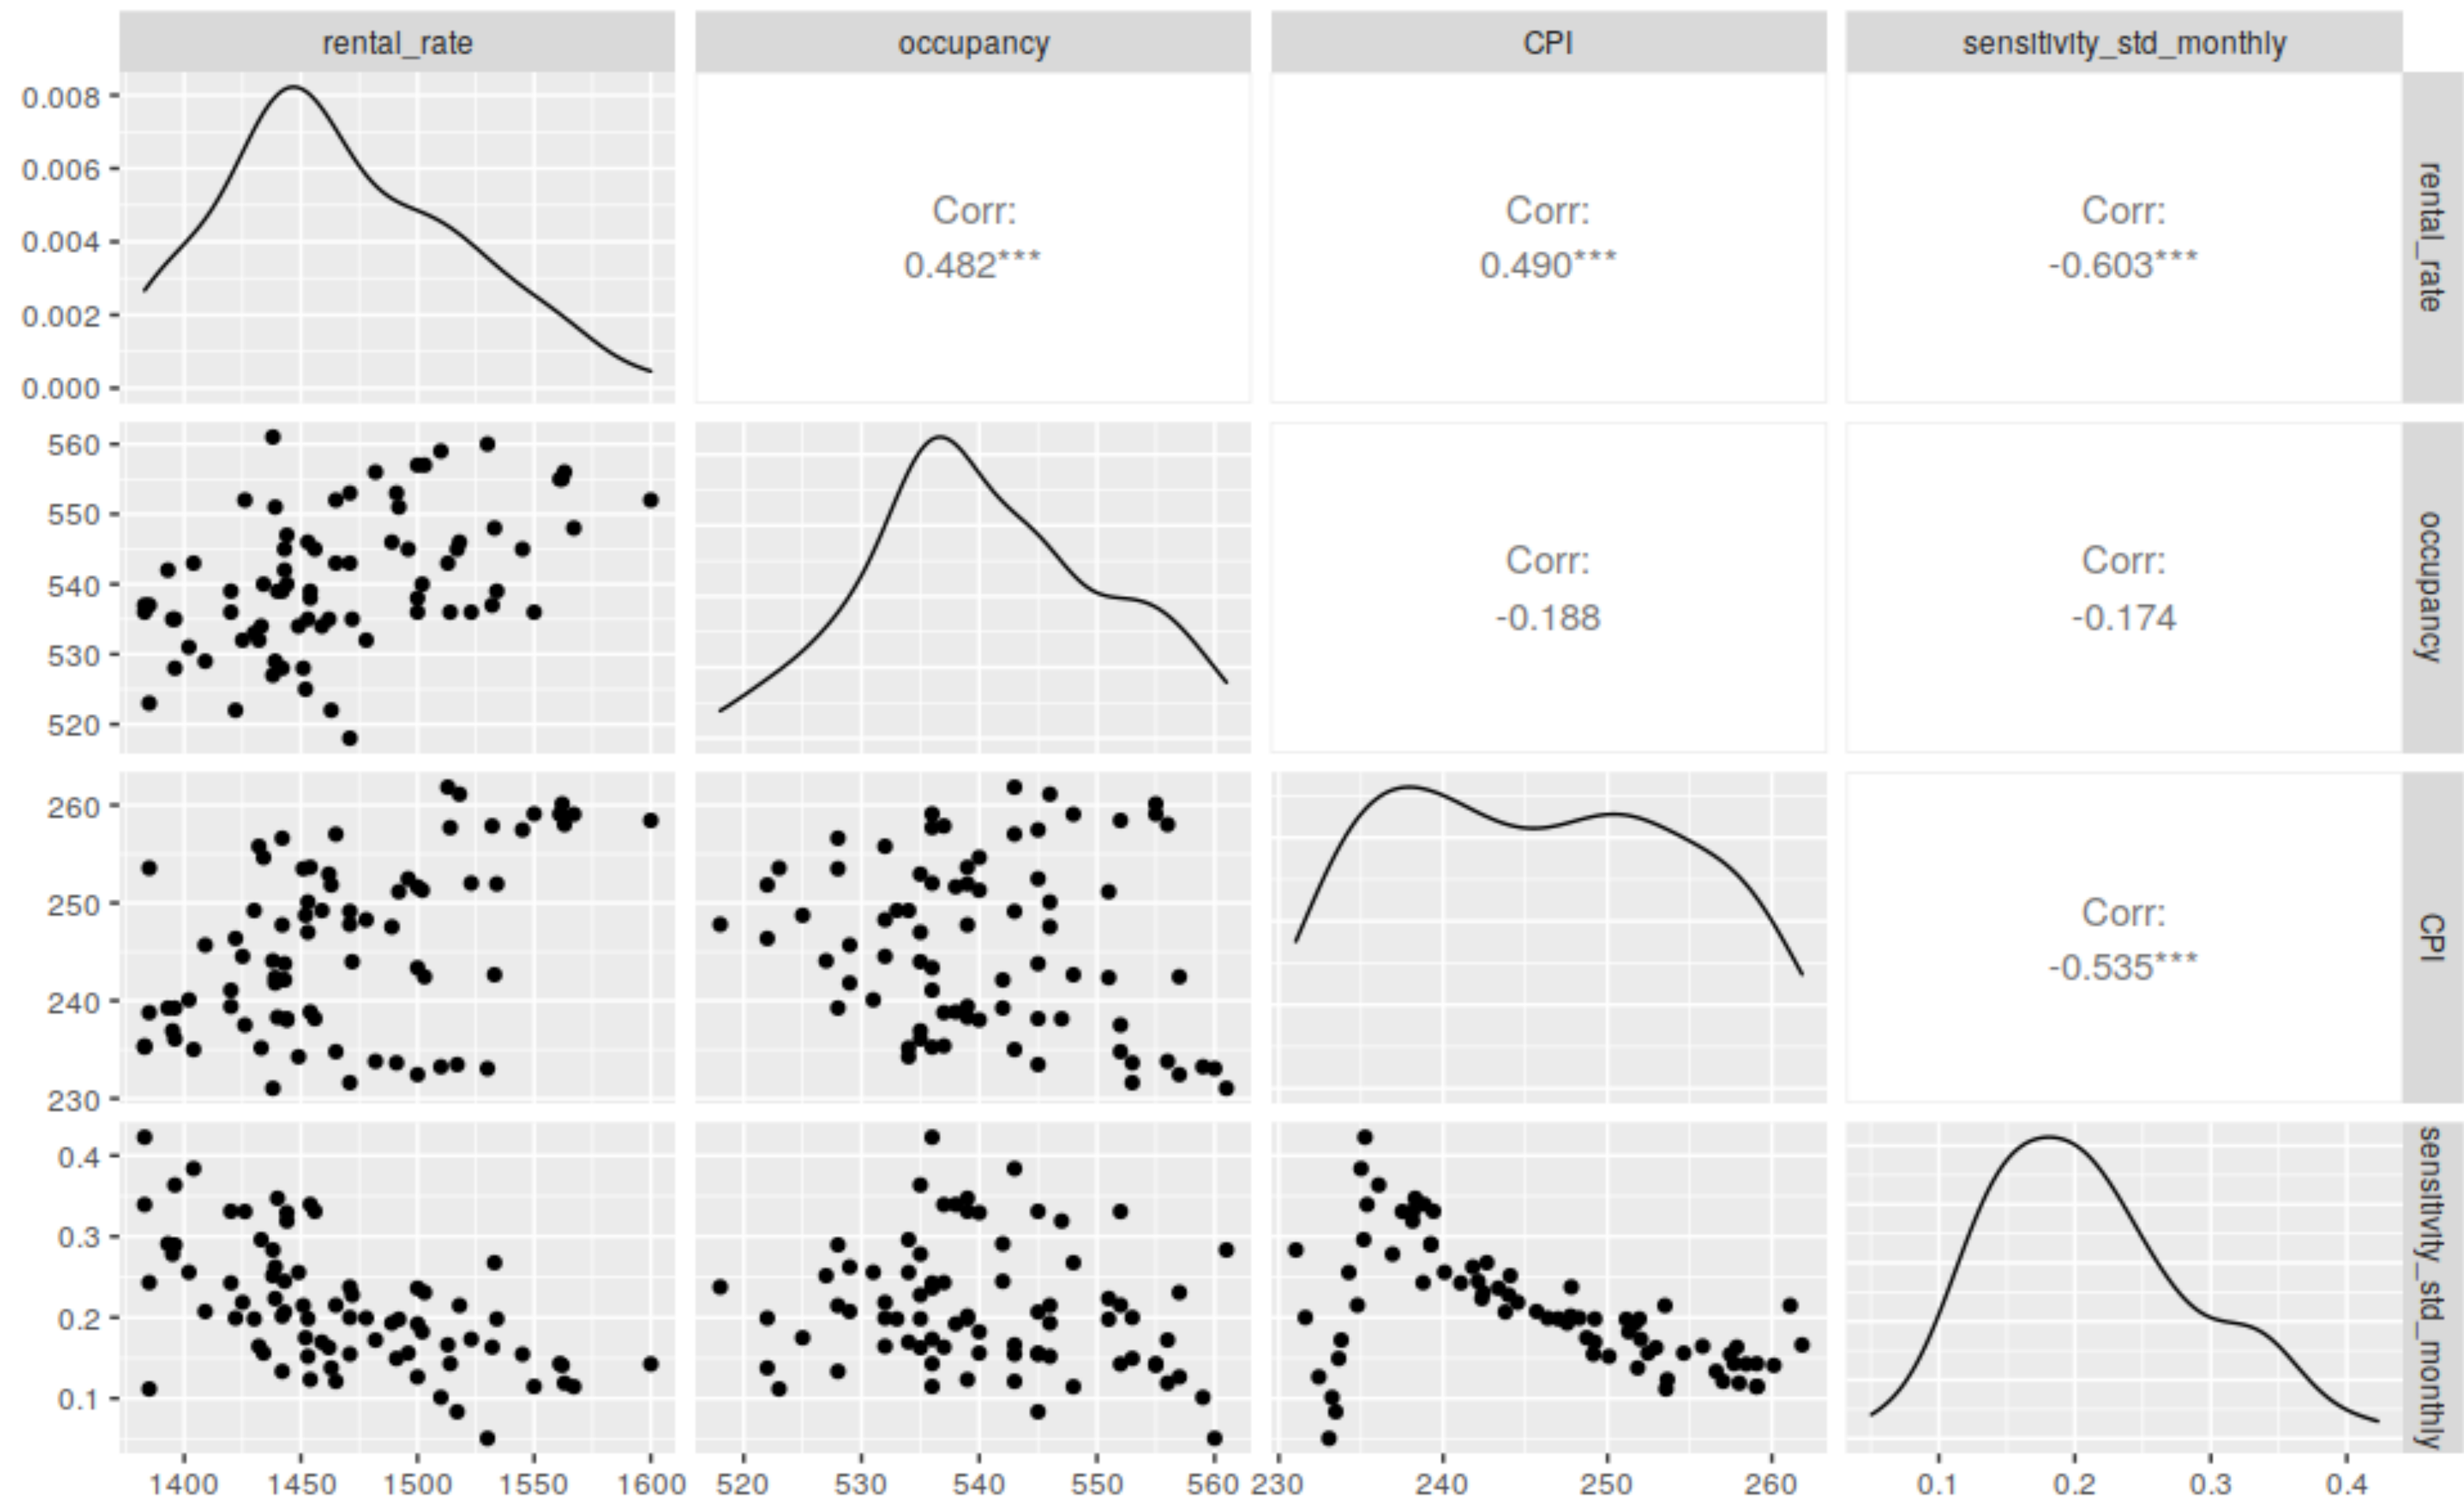 rental_rate occupancy CPI sensitivity_std_monthly
0.008
0.006
0.004
0.002
0.000
Corr:
0.482***
Corr:
0.490***
Corr:
-0.603***
rental_rate
560
550
540
530
520
Corr:
-0.188
Corr:
-0.174
occupancy
260
250
240
230
Corr:
-0.535***
CPI
0.4
0.3
0.2
0.1
sensitivity_std_monthly
1400 1450 1500 1550 1600 520 530 540 550 560 230 240 250 260 0.1 0.2 0.3 0.4